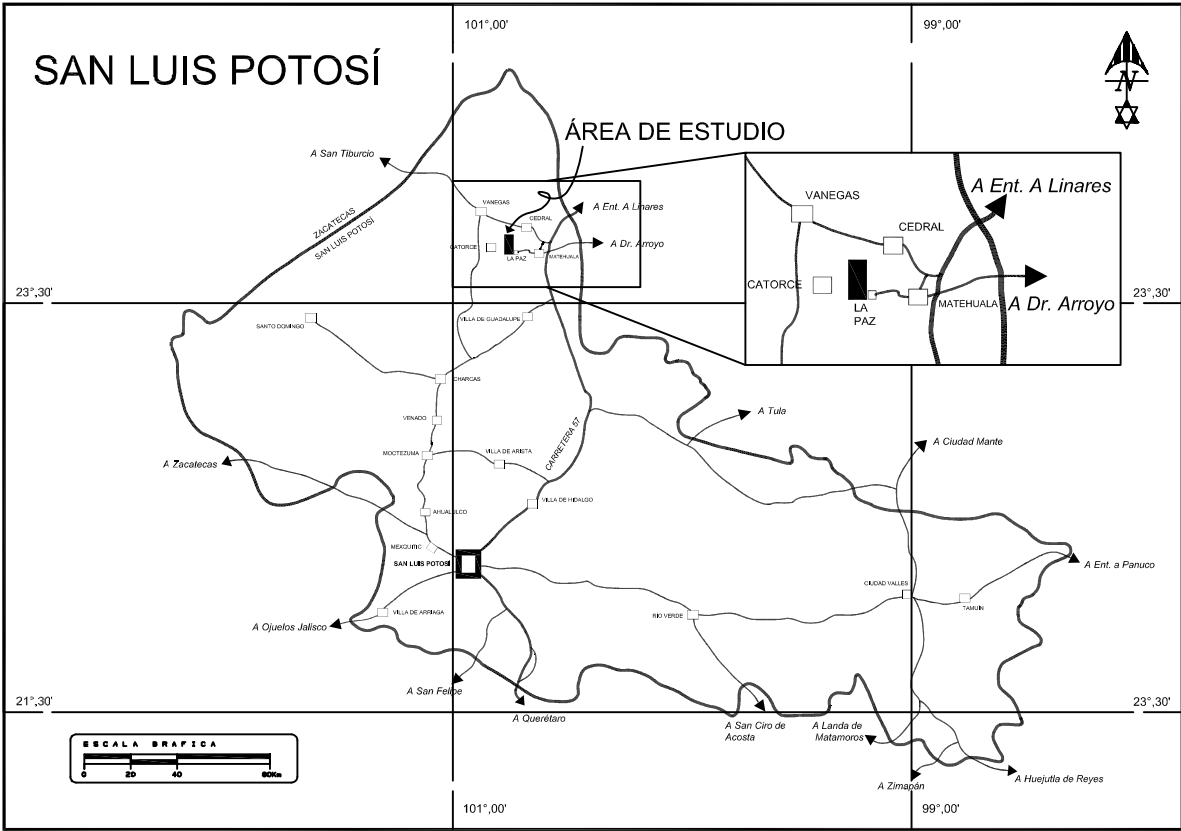 101°,00'
99°,00'
SAN LUIS POTOSÍ
N
ÁREA DE ESTUDIO
A San Tiburcio
ZACATECAS
SAN LUIS POTOSÍ
VANEGAS
CEDRAL
CATORCE
LA PAZ
MATEHUALA
A Ent. A Linares
A Dr. Arroyo
VANEGAS
CEDRAL
CATORCE
LA
PAZ
MATEHUALA
A Ent. A Linares
A Dr. Arroyo
23°,30'
23°,30'
SANTO DOMINGO
VILLA DE GUADALUPE
CHARCAS
VENADO
MOCTEZUMA
VILLA DE ARISTA
CARRETERA 57
A Tula
A Ciudad Mante
A Zacatecas
AHUALULCO
VILLA DE HIDALGO
MEXQUITIC
SAN LUIS POTOSÍ
A Ent. a Panuco
CIUDAD VALLES
TAMUÍN
VILLA DE ARRIAGA
RIO VERDE
A Ojuelos Jalisco
A San Felipe
A Querétaro
A San Ciro de
Acosta
A Landa de
Matamoros
A Zimapán
A Huejutla de Reyes
21°,30'
23°,30'
ESCALA GRAFICA
0 20 40 80Km
101°,00'
99°,00'